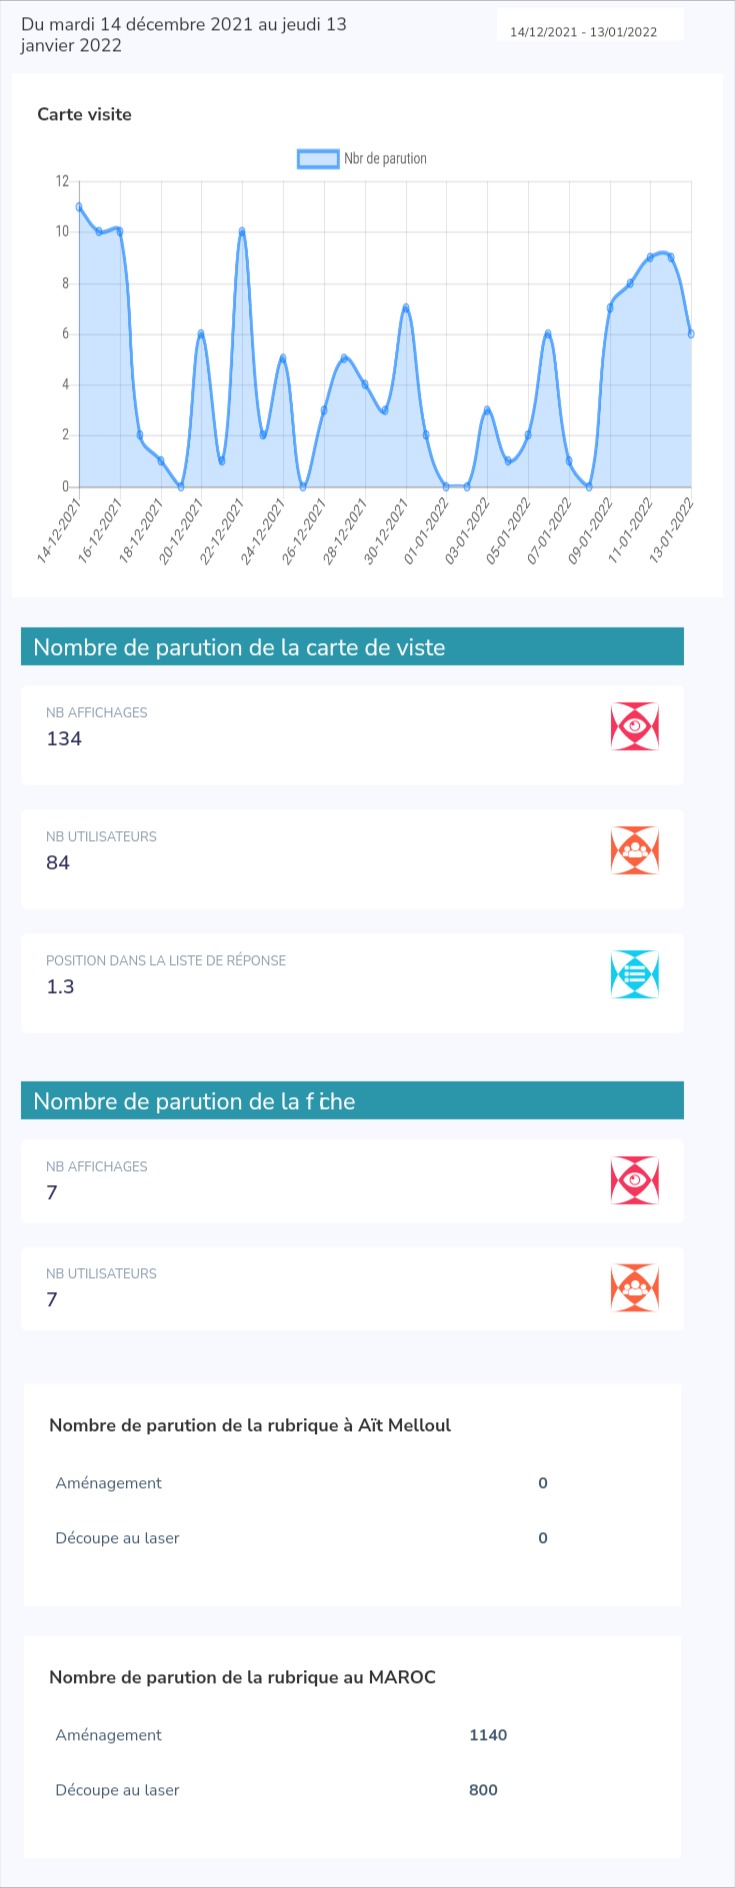 Du mardi 14 décembre 2021 au jeudi 13
janvier 2022
14/12/2021 - 13/01/2022
Carte visite
Nbr de parution
12
10
8
6
4
2
0
14-12-2021
16-12-2021
18-12-2021
20-12-2021
22-12-2021
24-12-2021
26-12-2021
28-12-2021
30-12-2021
01-01-2022
03-01-2022
05-01-2022
07-01-2022
09-01-2022
11-01-2022
13-01-2022
Nombre de parution de la carte de viste
NB AFFICHAGES
134
NB UTILISATEURS
84
POSITION DANS LA LISTE DE RÉPONSE
1.3
Nombre de parution de la fiche
NB AFFICHAGES
7
NB UTILISATEURS
7
Nombre de parution de la rubrique à Aït Melloul
Aménagement 0
Découpe au laser 0
Nombre de parution de la rubrique au MAROC
Aménagement 1140
Découpe au laser 800